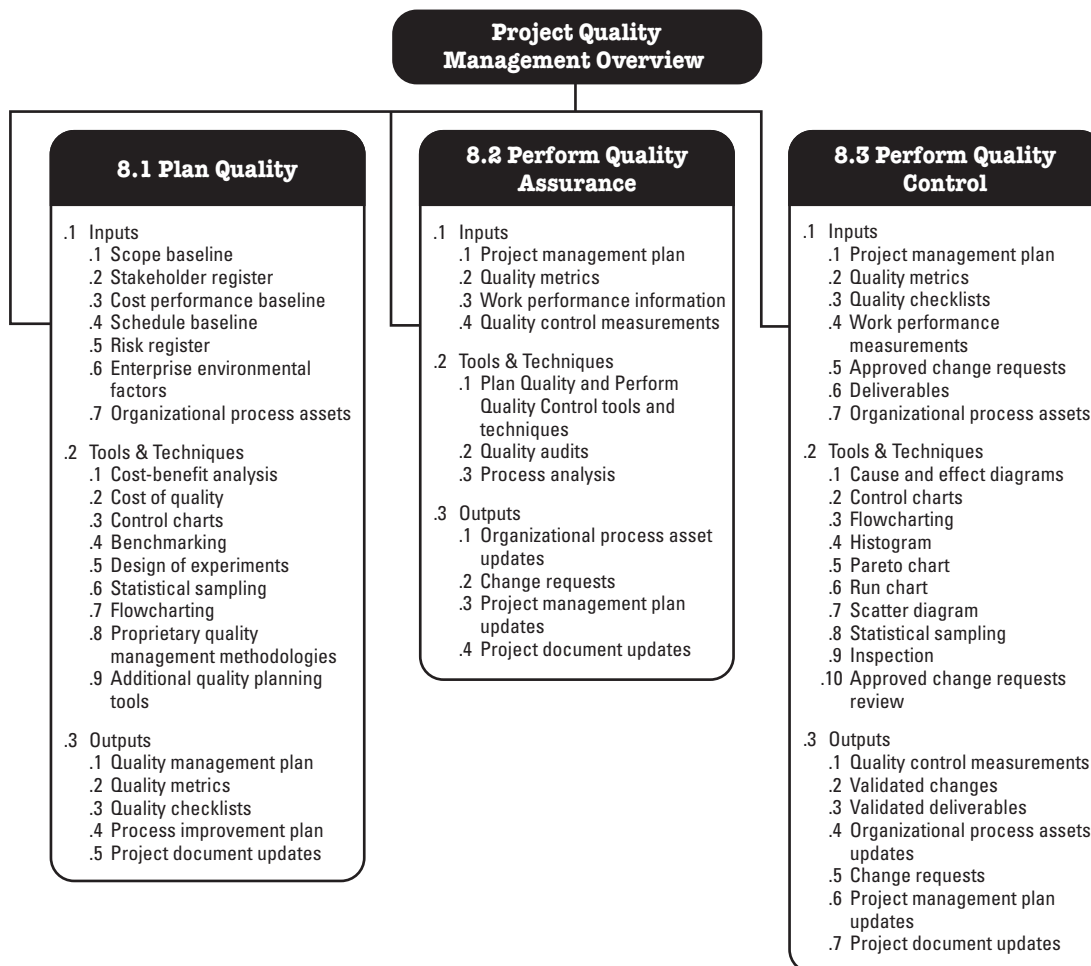 Project Quality
Management Overview
8.1 Plan Quality
.1 Inputs
.1 Scope baseline
.2 Stakeholder register
.3 Cost performance baseline
.4 Schedule baseline
.5 Risk register
.6 Enterprise environmental
factors
.7 Organizational process assets
.2 Tools & Techniques
.1 Cost-benefit analysis
.2 Cost of quality
.3 Control charts
.4 Benchmarking
.5 Design of experiments
.6 Statistical sampling
.7 Flowcharting
.8 Proprietary quality
management methodologies
.9 Additional quality planning
tools
.3 Outputs
.1 Quality management plan
.2 Quality metrics
.3 Quality checklists
.4 Process improvement plan
.5 Project document updates
8.2 Perform Quality
Assurance
.1 Inputs
.1 Project management plan
.2 Quality metrics
.3 Work performance information
.4 Quality control measurements
.2 Tools & Techniques
.1 Plan Quality and Perform
Quality Control tools and
techniques
.2 Quality audits
.3 Process analysis
.3 Outputs
.1 Organizational process asset
updates
.2 Change requests
.3 Project management plan
updates
.4 Project document updates
8.3 Perform Quality
Control
.1 Inputs
.1 Project management plan
.2 Quality metrics
.3 Quality checklists
.4 Work performance
measurements
.5 Approved change requests
.6 Deliverables
.7 Organizational process assets
.2 Tools & Techniques
.1 Cause and effect diagrams
.2 Control charts
.3 Flowcharting
.4 Histogram
.5 Pareto chart
.6 Run chart
.7 Scatter diagram
.8 Statistical sampling
.9 Inspection
.10 Approved change requests
review
.3 Outputs
.1 Quality control measurements
.2 Validated changes
.3 Validated deliverables
.4 Organizational process assets
updates
.5 Change requests
.6 Project management plan
updates
.7 Project document updates